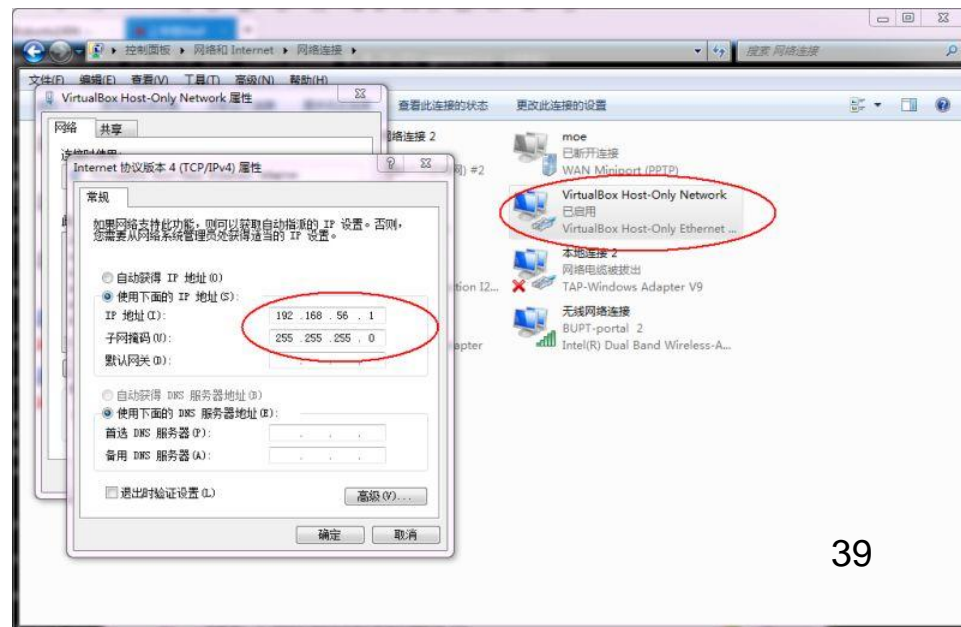 控制面板 ▸ 网络和 Internet ▸ 网络连接 ▸
搜索 网络连接
文件(F) 编辑(E) 查看(V) 工具(T) 高级(N) 帮助(H)
查看此连接的状态 更改此连接的设置
VirtualBox Host-Only Network 属性
网络 共享
Internet 协议版本 4 (TCP/IPv4) 属性
常规
如果网络支持此功能，则可以获取自动指派的 IP 设置。否则，
您需要从网络系统管理员处获得适当的 IP 设置。
自动获得 IP 地址(O)
使用下面的 IP 地址(S):
IP 地址(I): 192 .168 . 56 . 1
子网掩码(U): 255 .255 .255 . 0
默认网关(D):
自动获得 DNS 服务器地址(B)
使用下面的 DNS 服务器地址(E):
首选 DNS 服务器(P):
备用 DNS 服务器(A):
退出时验证设置(L)
高级(V)...
确定 取消
络连接 2
#2
tion I2...
apter
moe
已断开连接
WAN Miniport (PPTP)
VirtualBox Host-Only Network
已启用
VirtualBox Host-Only Ethernet ...
本地连接 2
网络电缆被拔出
TAP-Windows Adapter V9
无线网络连接
BUPT-portal 2
Intel(R) Dual Band Wireless-A...
39